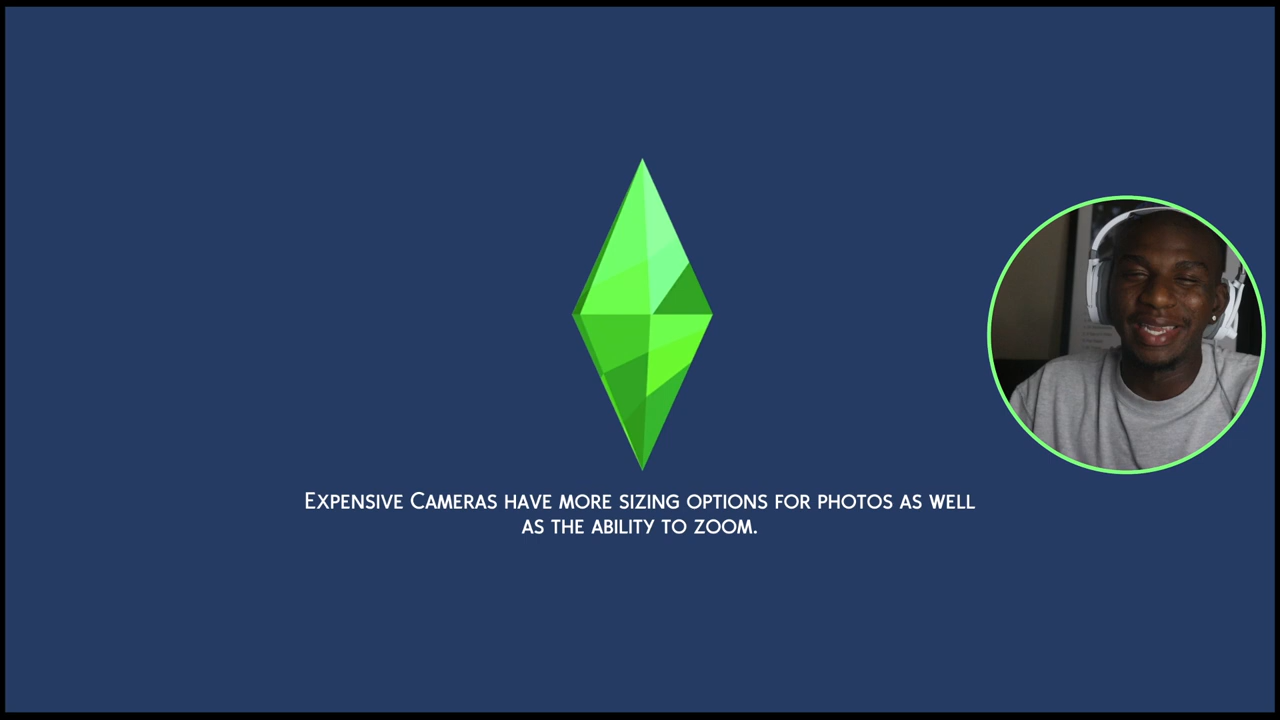 Expensive Cameras have more sizing options for photos as well
as the ability to zoom.